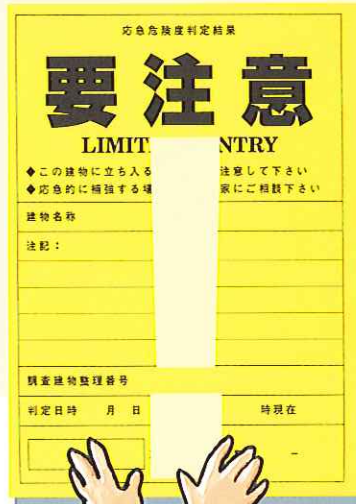 応急危険度判定結果
要注意
LIMIT NTRY
◆この建物に立ち入る 注意して下さい
◆応急的に補強する場 家にご相談下さい
建物名称
注記：
調査建物整理番号
判定日時 月 日 時現在